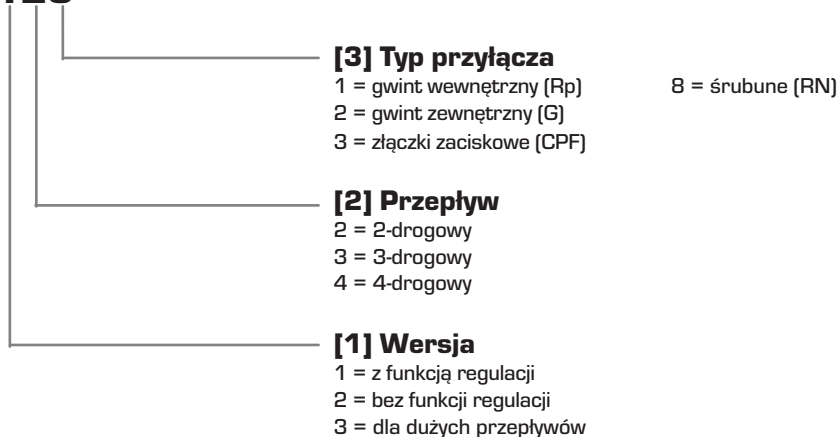 [3] Typ przyłącza
1 = gwint wewnętrzny (Rp) 8 = śrubune (RN)
2 = gwint zewnętrzny (G)
3 = złączki zaciskowe (CPF)
[2] Przepływ
2 = 2-drogowy
3 = 3-drogowy
4 = 4-drogowy
[1] Wersja
1 = z funkcją regulacji
2 = bez funkcji regulacji
3 = dla dużych przepływów